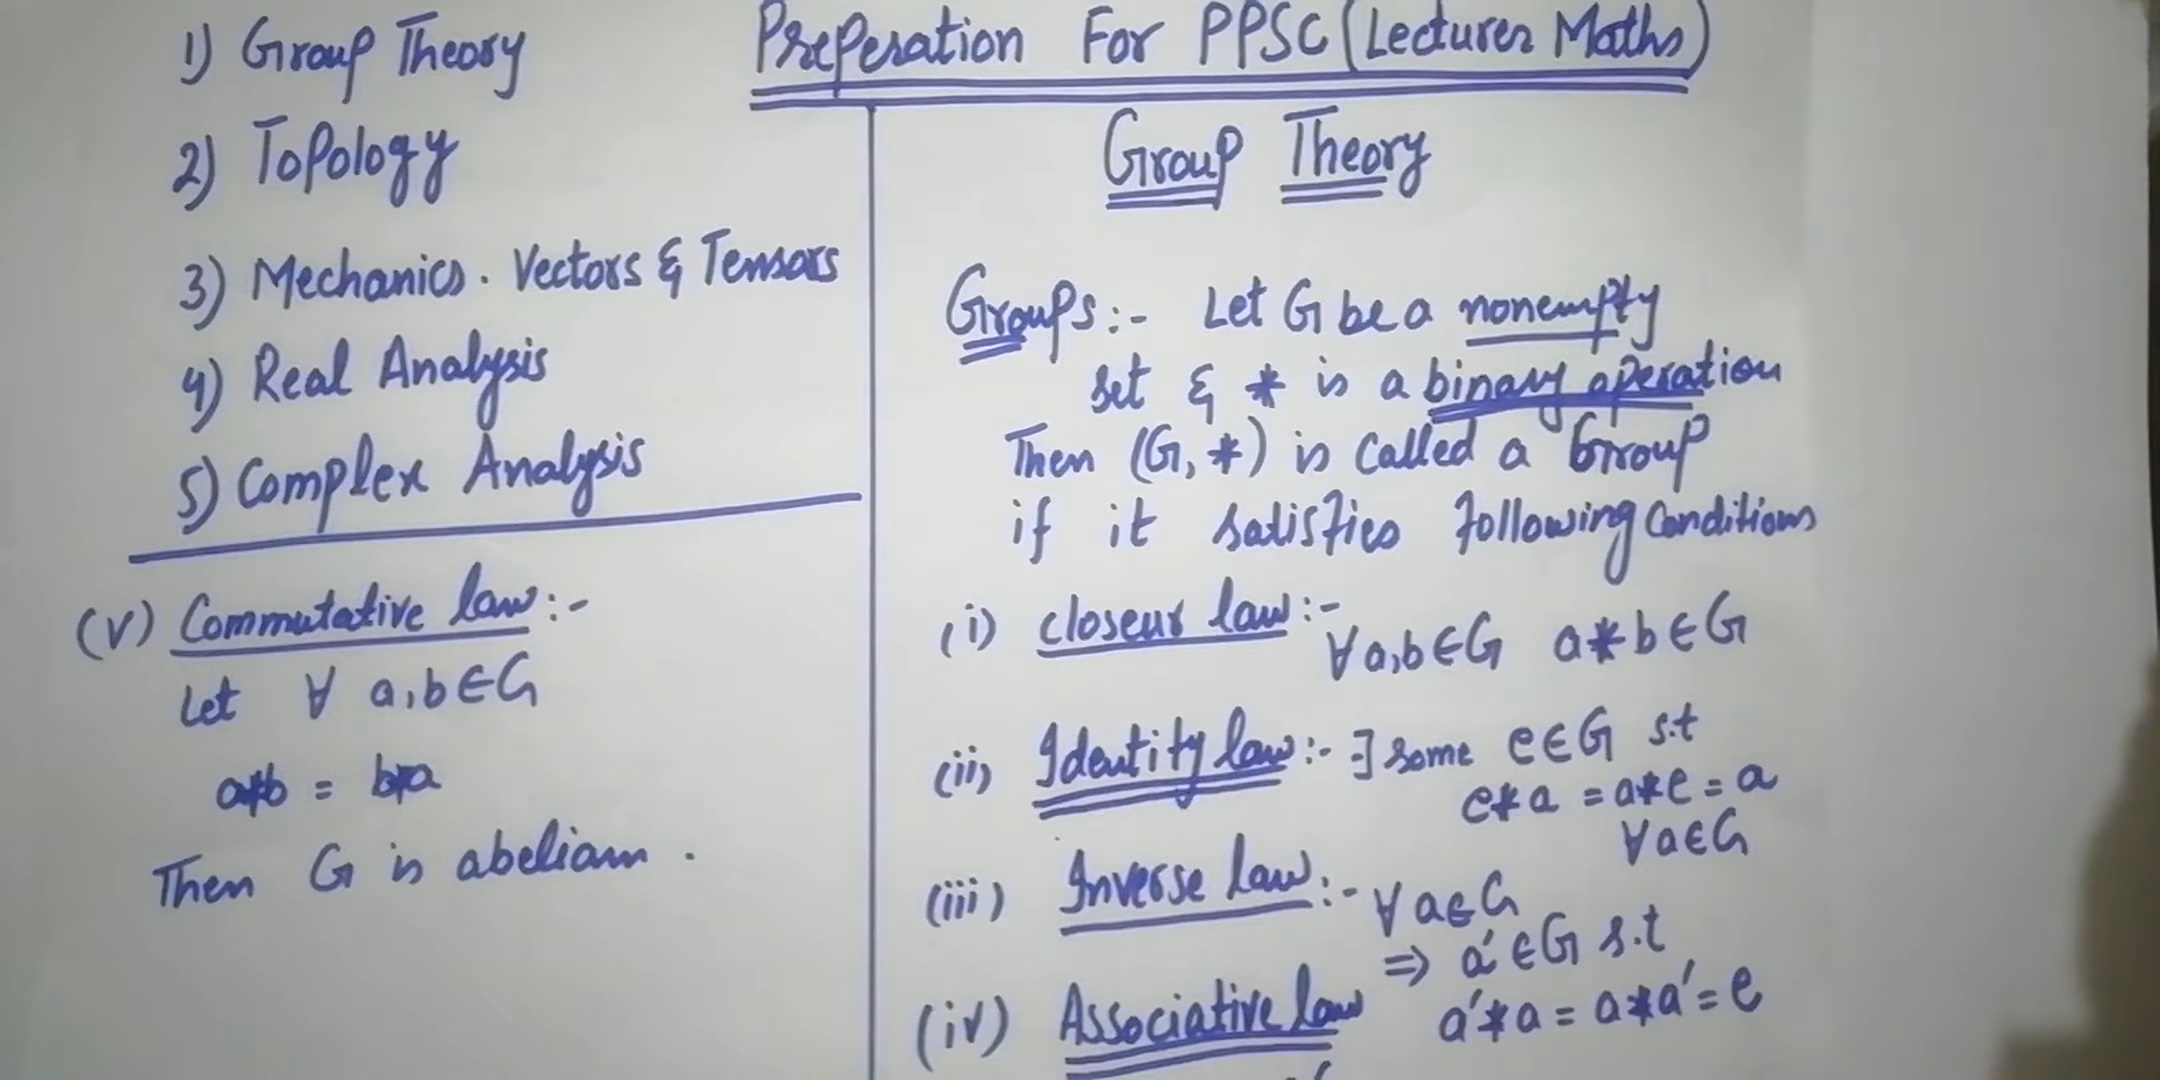 Preperation For PPSC (Lecturer Maths)
1) Group Theory
2) Topology
3) Mechanics. Vectors & Tensors
4) Real Analysis
5) Complex Analysis
(v) Commutative law:-
Let ∀ a,b∈G
a*b = b*a
Then G is abeliam.
Group Theory
Groups:- Let G be a nonempty
set & * is a binary operation
Then (G, *) is called a Group
if it satisfies following conditions
(i) closeur law:- ∀ a,b∈G a*b∈G
(ii) Identity law:- ∃ some e∈G s.t
e*a = a*e = a
∀ a∈G
(iii) Inverse law:- ∀ a∈G
⇒ a'∈G s.t
a'*a = a*a' = e
(iv) Associative law